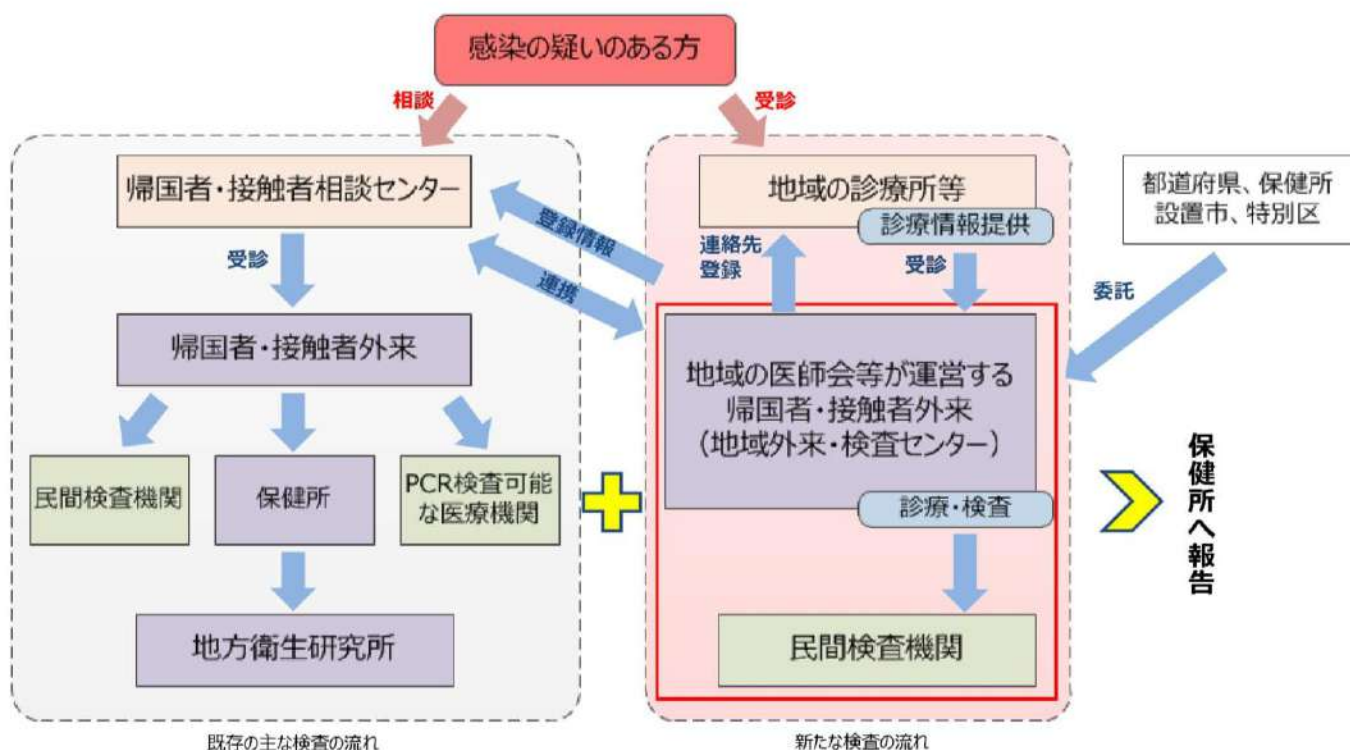 感染の疑いのある方
相談
受診
帰国者・接触者相談センター
受診
帰国者・接触者外来
民間検査機関
保健所
PCR検査可能
な医療機関
地方衛生研究所
既存の主な検査の流れ
登録情報
連携
地域の診療所等
診療情報提供
連絡先
登録
受診
地域の医師会等が運営する
帰国者・接触者外来
（地域外来・検査センター）
診療・検査
民間検査機関
新たな検査の流れ
都道府県、保健所
設置市、特別区
委託
保健所へ報告